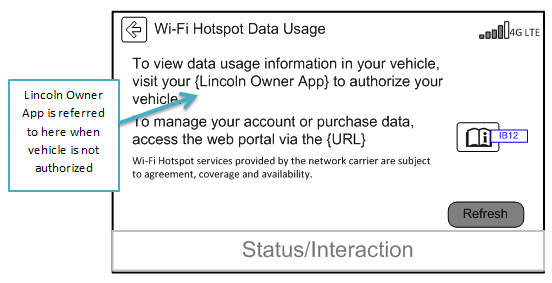 Wi-Fi Hotspot Data Usage
4G LTE
To view data usage information in your vehicle,
visit your {Lincoln Owner App} to authorize your
vehicle.
To manage your account or purchase data,
access the web portal via the {URL}
IB12
Wi-Fi Hotspot services provided by the network carrier are subject
to agreement, coverage and availability.
Refresh
Status/Interaction
Lincoln Owner
App is referred
to here when
vehicle is not
authorized